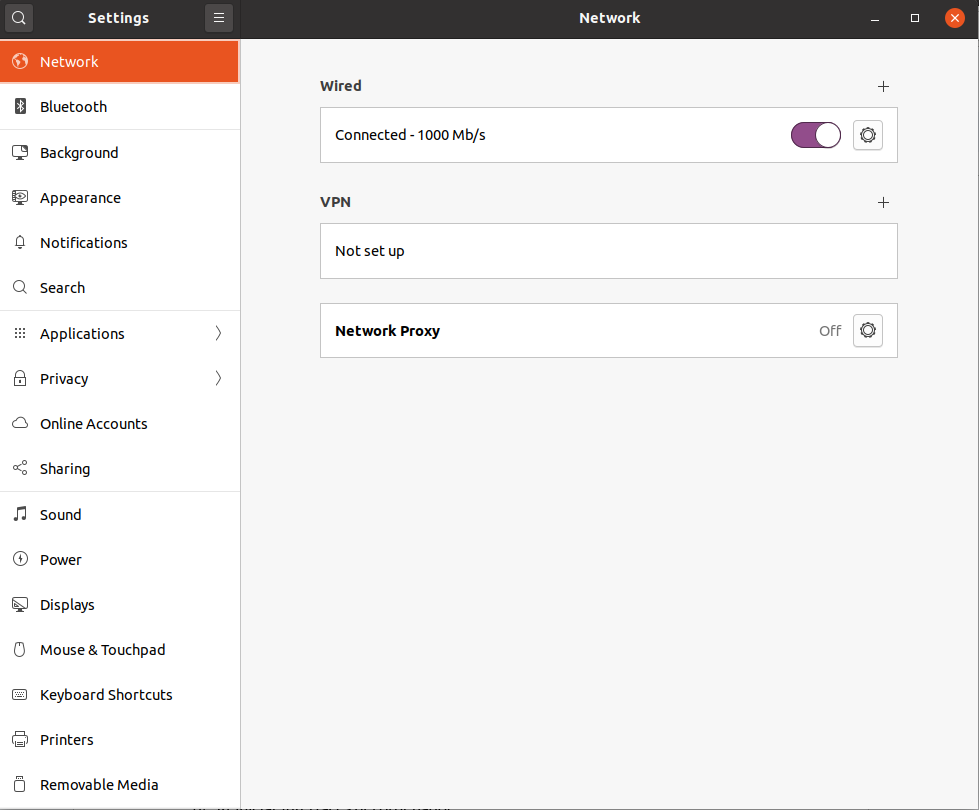 Settings
Network
Network
Bluetooth
Background
Appearance
Notifications
Search
Applications
Privacy
Online Accounts
Sharing
Sound
Power
Displays
Mouse & Touchpad
Keyboard Shortcuts
Printers
Removable Media
Wired
Connected - 1000 Mb/s
VPN
Not set up
Network Proxy
Off